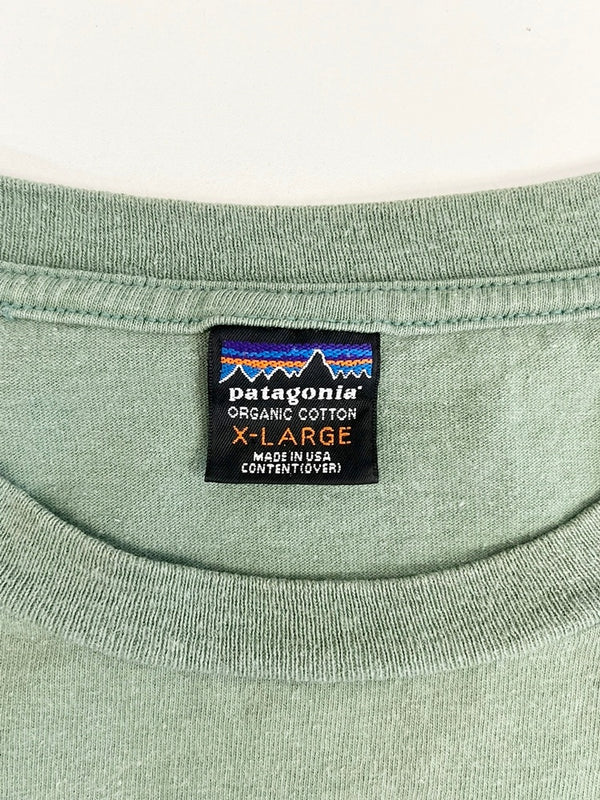 patagonia®
ORGANIC COTTON
X-LARGE
MADE IN USA
CONTENT(OVER)